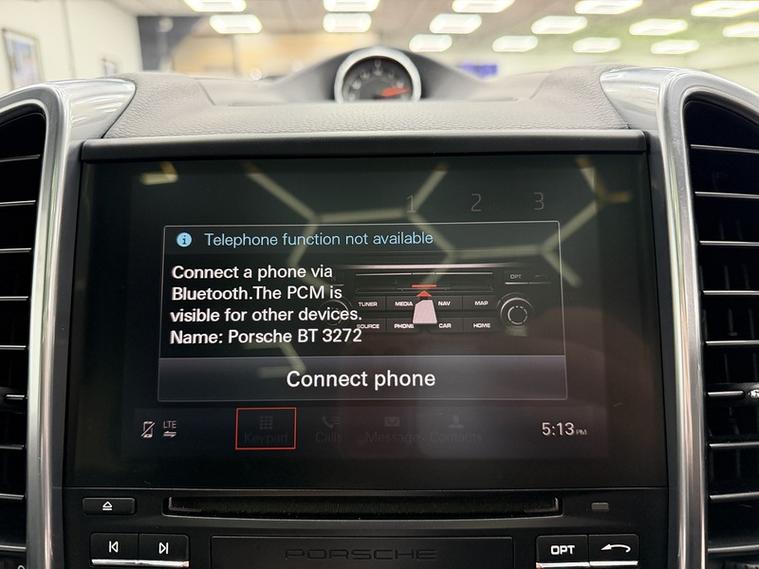 1 2 3
Telephone function not available
Connect a phone via
Bluetooth.The PCM is
visible for other devices.
Name: Porsche BT 3272
OPT
TUNER MEDIA NAV MAP
SOURCE PHONE CAR HOME
Connect phone
LTE
Keypad Calls Messages Contacts
5:13 PM
PORSCHE
OPT